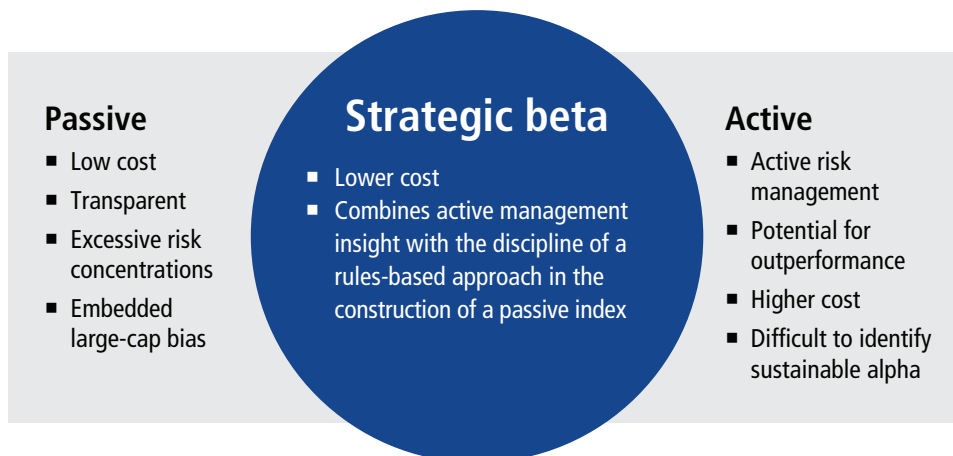 Passive
▪ Low cost
▪ Transparent
▪ Excessive risk
concentrations
▪ Embedded
large-cap bias
Strategic beta
▪ Lower cost
▪ Combines active management
insight with the discipline of a
rules-based approach in the
construction of a passive index
Active
▪ Active risk
management
▪ Potential for
outperformance
▪ Higher cost
▪ Difficult to identify
sustainable alpha